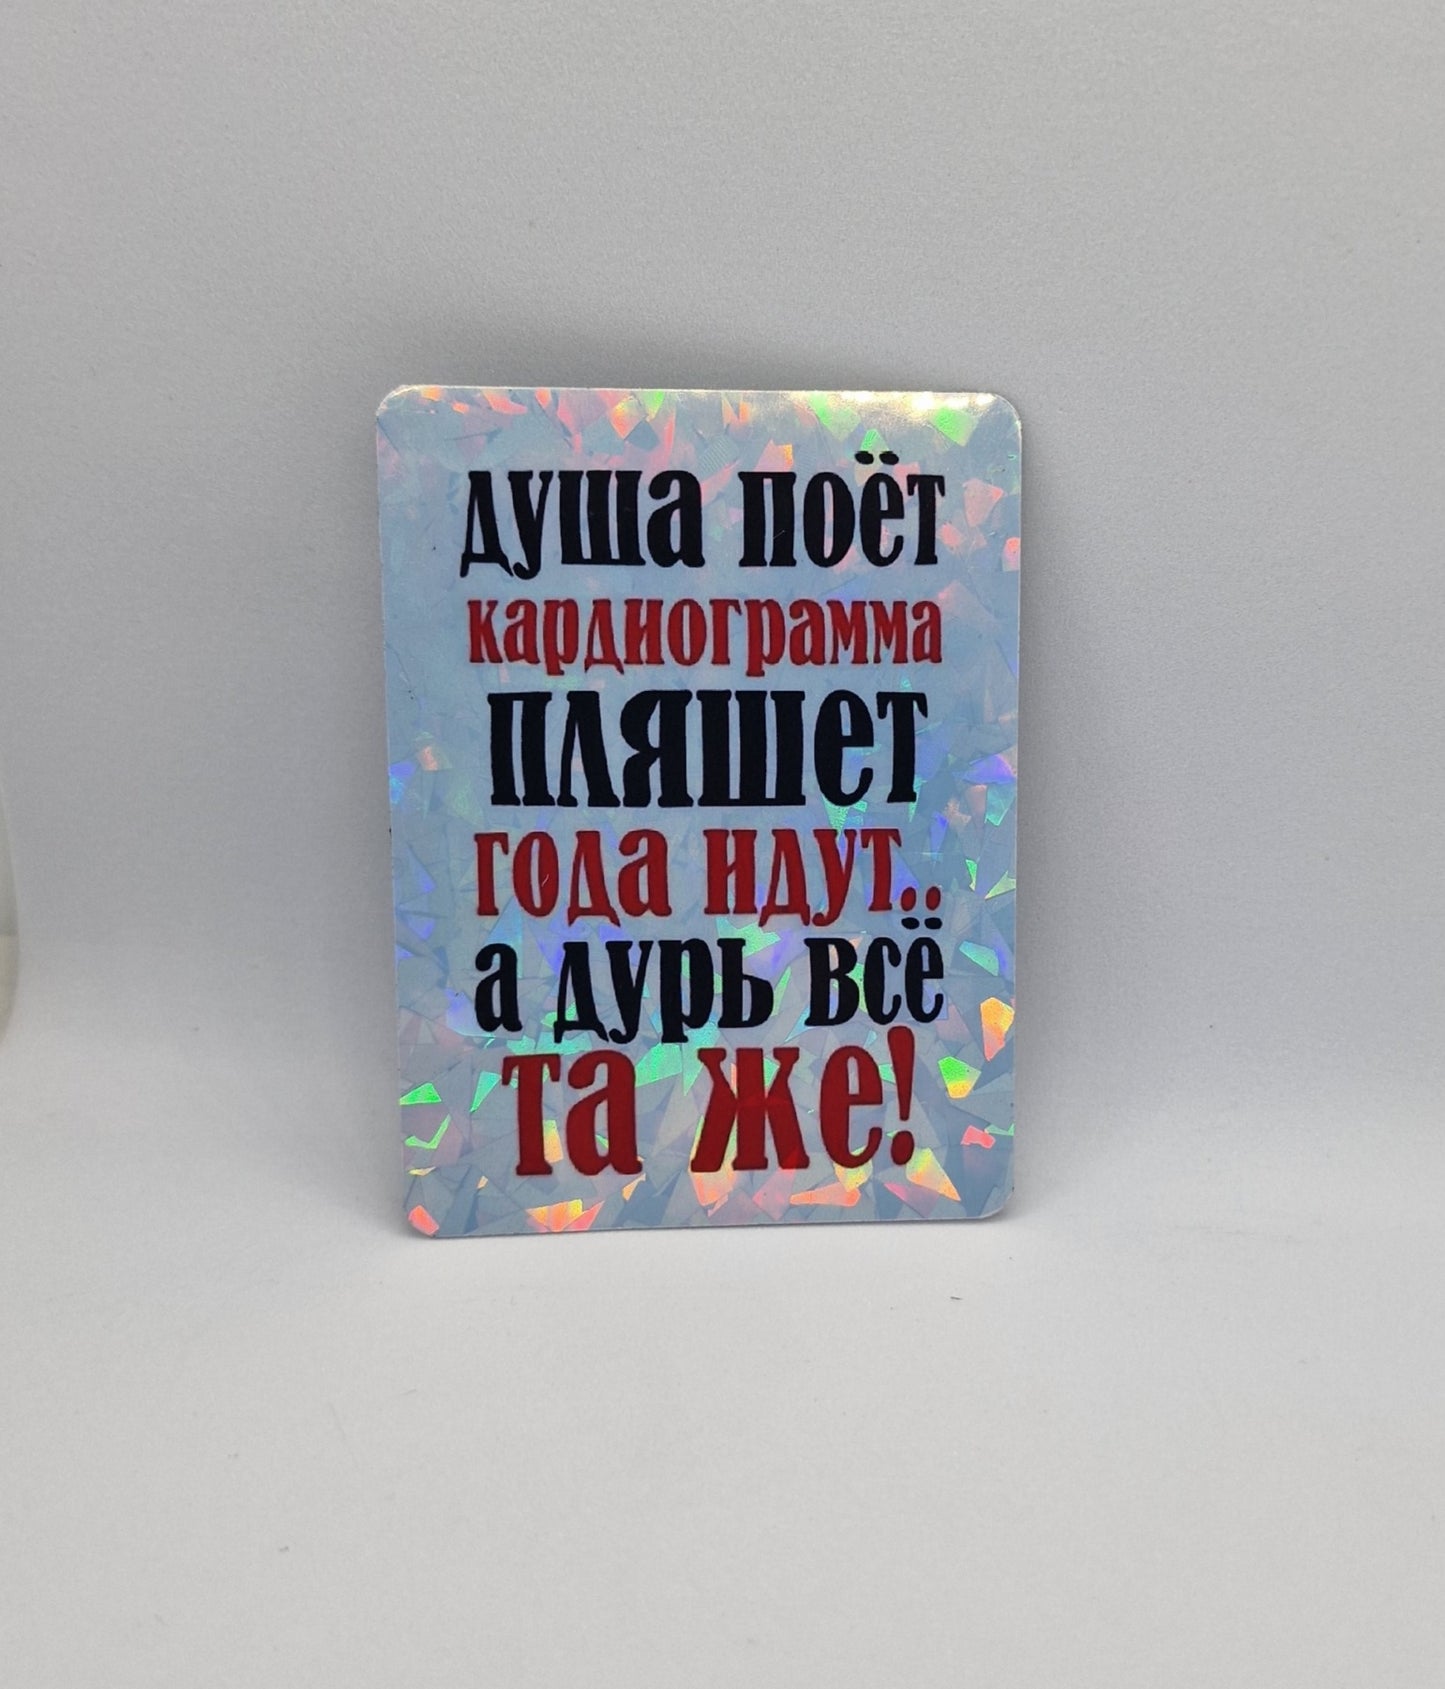 душа поёт
кардиограмма
пляшет
года идут..
а дурь всё
та же!